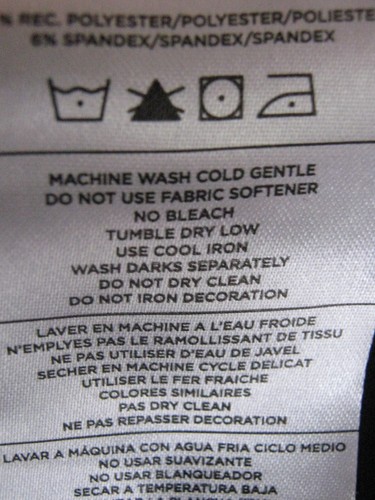 % REC. POLYESTER/POLYESTER/POLIESTE
6% SPANDEX/SPANDEX/SPANDEX
MACHINE WASH COLD GENTLE
DO NOT USE FABRIC SOFTENER
NO BLEACH
TUMBLE DRY LOW
USE COOL IRON
WASH DARKS SEPARATELY
DO NOT DRY CLEAN
DO NOT IRON DECORATION
LAVER EN MACHINE A L'EAU FROIDE
N'EMPLYES PAS LE RAMOLLISSANT DE TISSU
NE PAS UTILISER D'EAU DE JAVEL
SECHER EN MACHINE CYCLE DELICAT
UTILISER LE FER FRAICHE
COLORES SIMILAIRES
PAS DRY CLEAN
NE PAS REPASSER DECORATION
LAVAR A MÁQUINA CON AGUA FRIA CICLO MEDIO
NO USAR SUAVIZANTE
NO USAR BLANQUEADOR
SECAR A TEMPERATURA BAJA